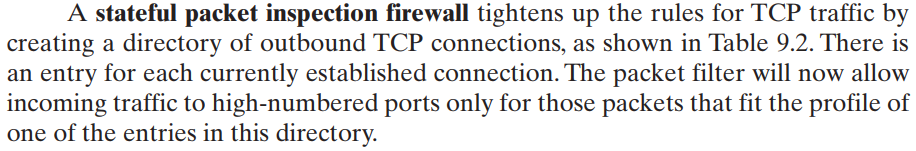 A stateful packet inspection firewall tightens up the rules for TCP traffic by
creating a directory of outbound TCP connections, as shown in Table 9.2. There is
an entry for each currently established connection. The packet filter will now allow
incoming traffic to high-numbered ports only for those packets that fit the profile of
one of the entries in this directory.